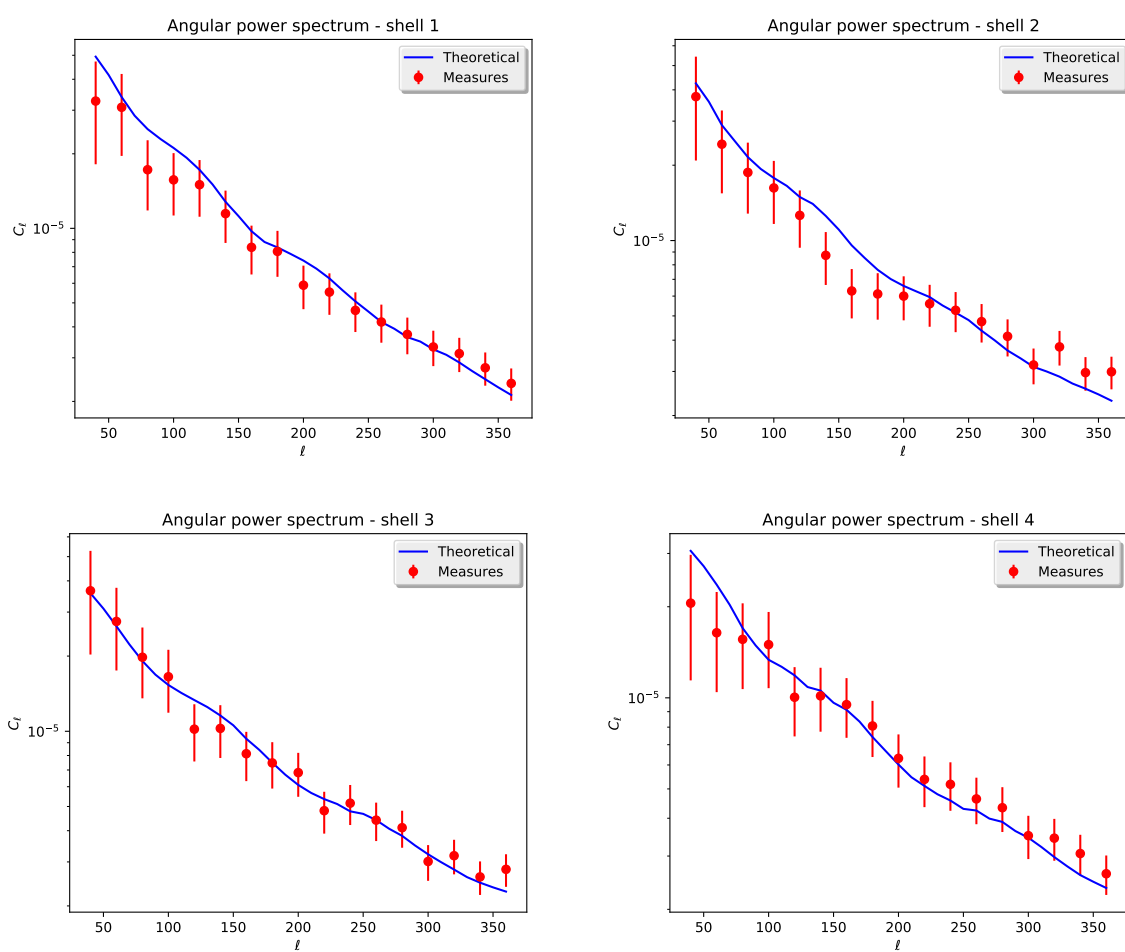 Angular power spectrum - shell 1
Theoretical
Measures
C_ℓ
10^{-5}
50 100 150 200 250 300 350
ℓ
Angular power spectrum - shell 2
Theoretical
Measures
C_ℓ
10^{-5}
50 100 150 200 250 300 350
ℓ
Angular power spectrum - shell 3
Theoretical
Measures
C_ℓ
10^{-5}
50 100 150 200 250 300 350
ℓ
Angular power spectrum - shell 4
Theoretical
Measures
C_ℓ
10^{-5}
50 100 150 200 250 300 350
ℓ